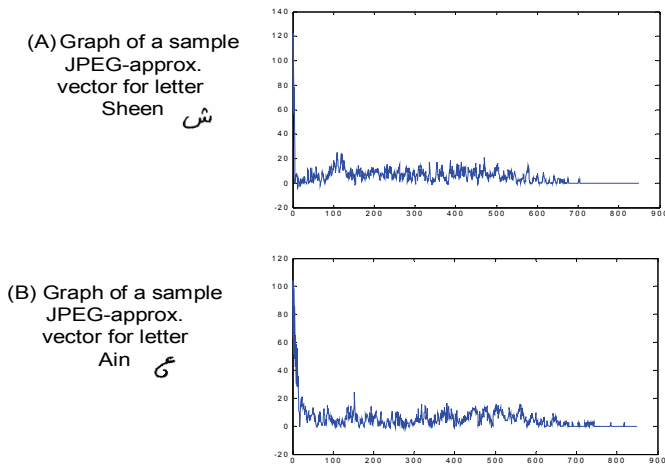 (A) Graph of a sample
JPEG-approx.
vector for letter
Sheen ش
140
120
100
80
60
40
20
0
-20
0 100 200 300 400 500 600 700 800 900
(B) Graph of a sample
JPEG-approx.
vector for letter
Ain ع
120
100
80
60
40
20
0
-20
0 100 200 300 400 500 600 700 800 900